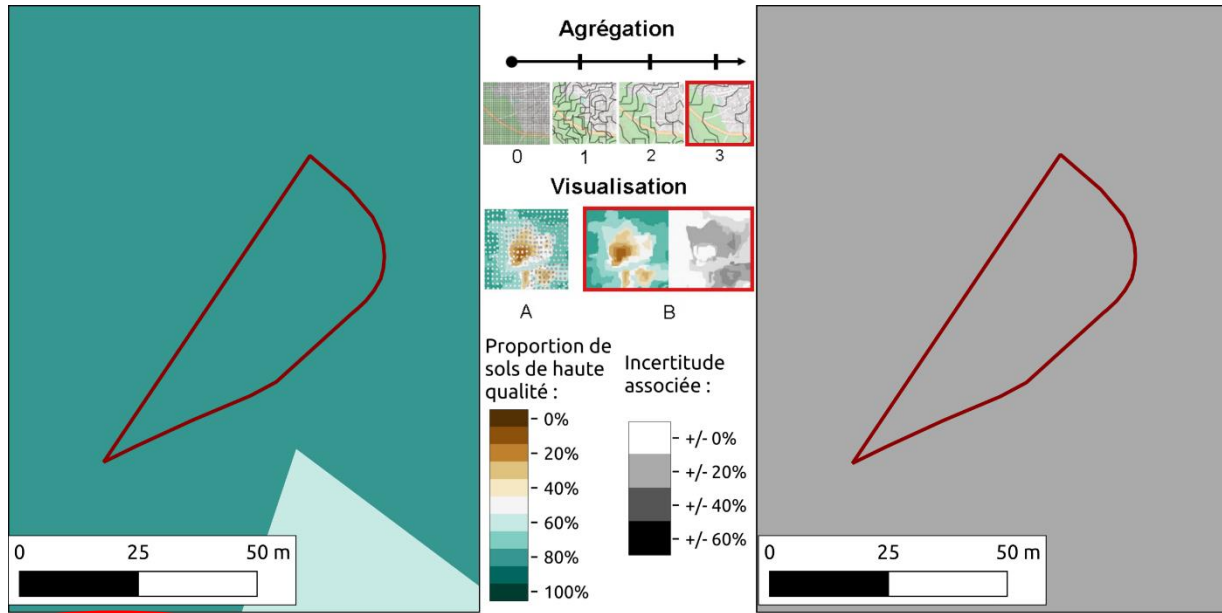 Agrégation
0 1 2 3
Visualisation
A B
Proportion de
sols de haute
qualité :
0%
20%
40%
60%
80%
100%
Incertitude
associée :
+/- 0%
+/- 20%
+/- 40%
+/- 60%
0 25 50 m
0 25 50 m